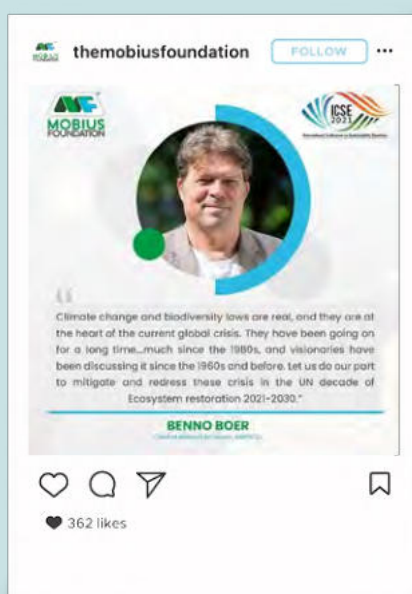 themobiusfoundation
FOLLOW
MOBIUS
FOUNDATION
ICSE
2021
Climate change and biodiversity laws are real, and they are at
the heart of the current global crisis. They have been going on
for a long time...much since the 1980s, and visionaries have
been discussing it since the 1960s and before. Let us do our part
to mitigate and redress these crisis in the UN decade of
Ecosystem restoration 2021-2030."
BENNO BOER
362 likes